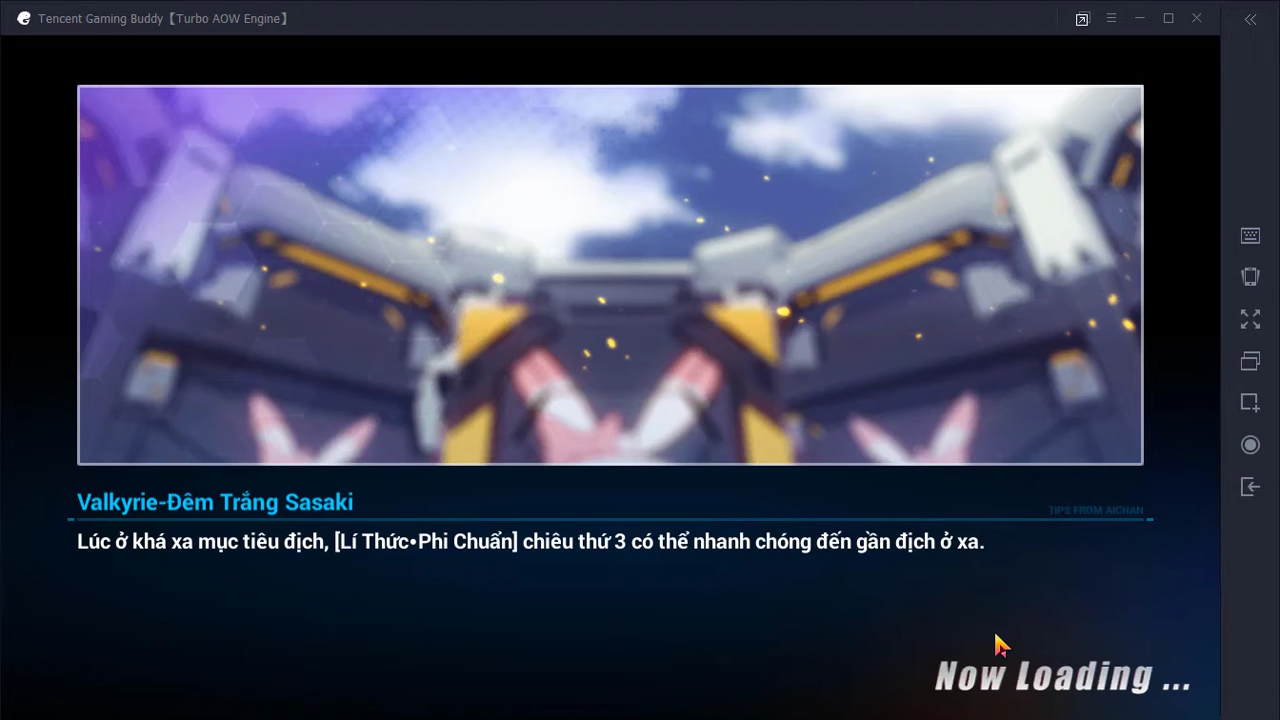 Tencent Gaming Buddy【Turbo AOW Engine】
Valkyrie-Đêm Trắng Sasaki
TIPS FROM AICHAN
Lúc ở khá xa mục tiêu địch, [Lí Thức•Phi Chuẩn] chiêu thứ 3 có thể nhanh chóng đến gần địch ở xa.
Now Loading ...